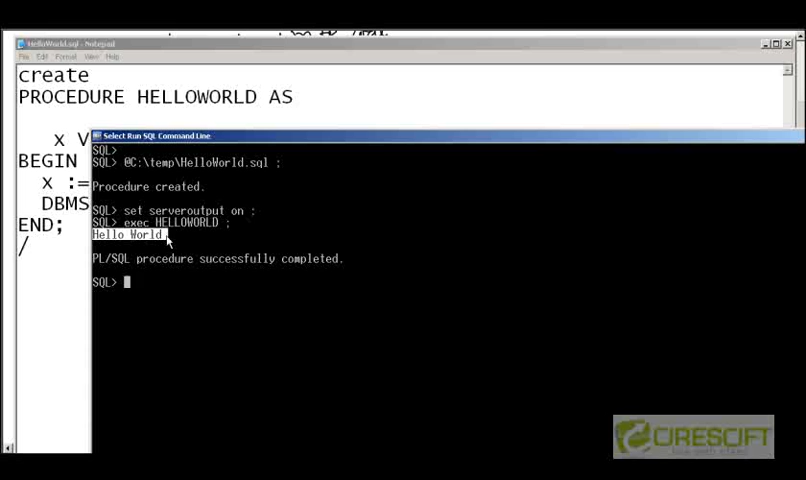 HelloWorld.sql - Notepad
File Edit Format View Help
create
PROCEDURE HELLOWORLD AS
x V
BEGIN
x :=
DBMS
END;
/
Select Run SQL Command Line
SQL>
SQL> @C:\temp\HelloWorld.sql ;
Procedure created.
SQL> set serveroutput on ;
SQL> exec HELLOWORLD ;
Hello World
PL/SQL procedure successfully completed.
SQL>